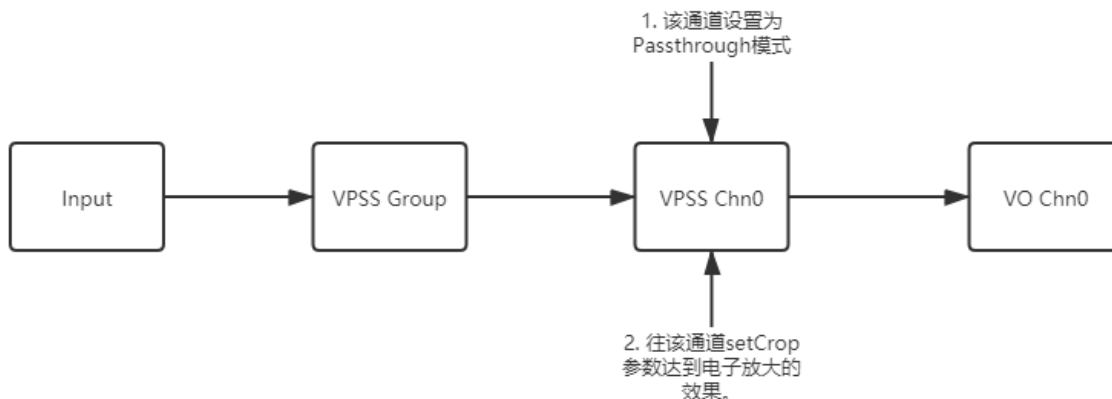 1. 该通道设置为
Passthrough模式
Input
VPSS Group
VPSS Chn0
VO Chn0
2. 往该通道setCrop
参数达到电子放大的
效果。